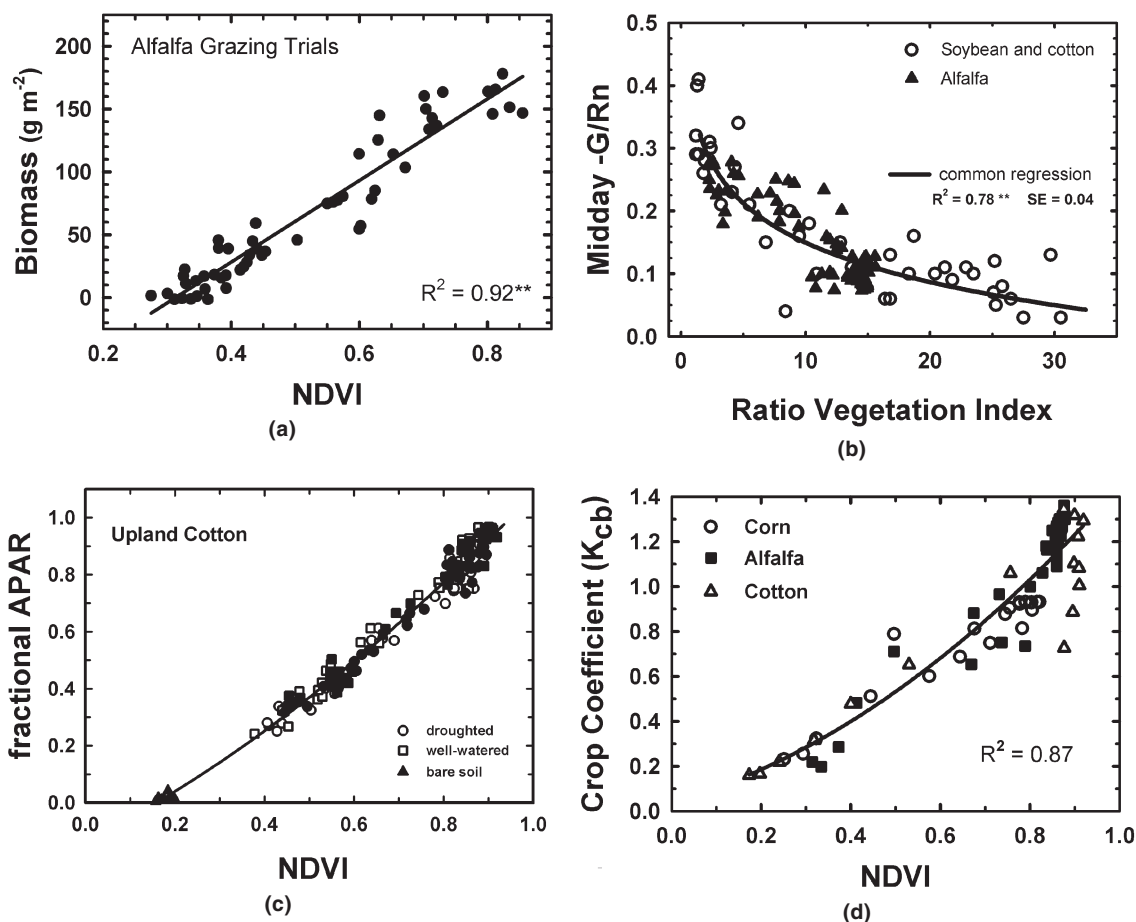 Alfalfa Grazing Trials
Biomass (g m-2)
200
150
100
50
0
R2 = 0.92**
0.2 0.4 0.6 0.8
NDVI
(a)
Midday -G/Rn
0.5
0.4
0.3
0.2
0.1
0.0
Soybean and cotton
Alfalfa
common regression
R2 = 0.78 ** SE = 0.04
0 10 20 30
Ratio Vegetation Index
(b)
fractional APAR
1.0
0.8
0.6
0.4
0.2
0.0
Upland Cotton
droughted
well-watered
bare soil
0.0 0.2 0.4 0.6 0.8 1.0
NDVI
(c)
Crop Coefficient (Kcb)
1.4
1.2
1.0
0.8
0.6
0.4
0.2
0.0
Corn
Alfalfa
Cotton
R2 = 0.87
0.0 0.2 0.4 0.6 0.8 1.0
NDVI
(d)